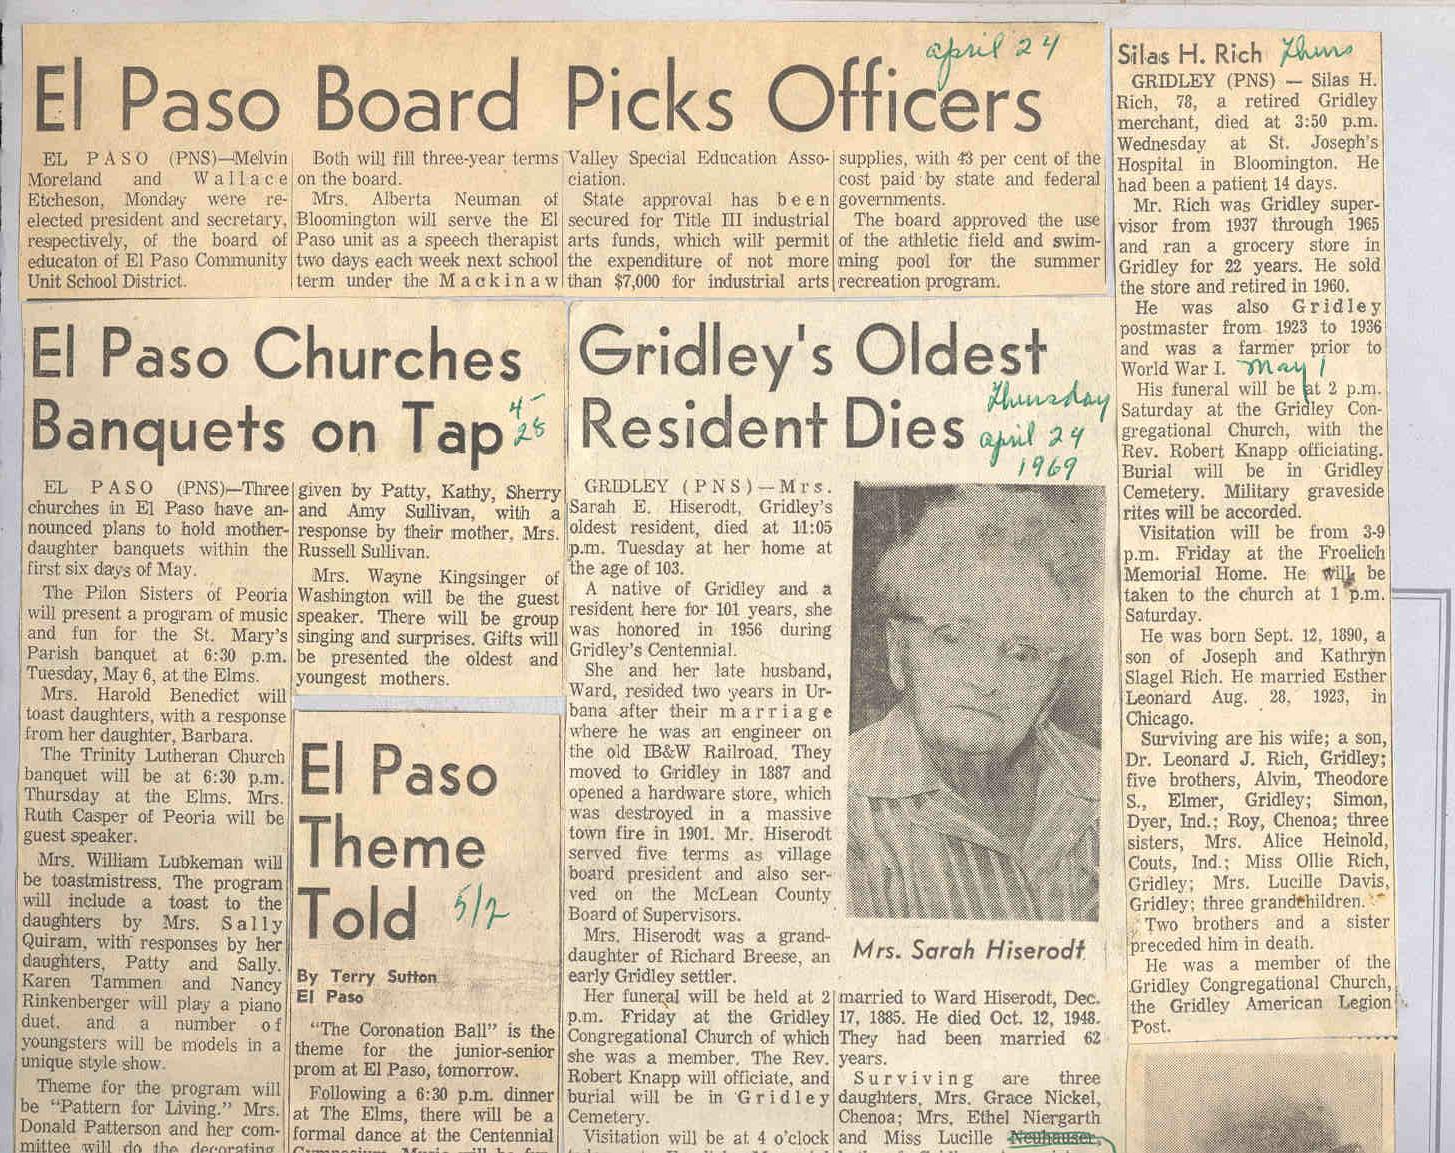 El Paso Board Picks Officers
april 24
EL PASO (PNS)—Melvin
Moreland and Wallace
Etcheson, Monday were re-
elected president and secretary,
respectively, of the board of
educaton of El Paso Community
Unit School District.
Both will fill three-year terms
on the board.
Mrs. Alberta Neuman of
Bloomington will serve the El
Paso unit as a speech therapist
two days each week next school
term under the Mackinaw
Valley Special Education Asso-
ciation.
State approval has been
secured for Title III industrial
arts funds, which will permit
the expenditure of not more
than $7,000 for industrial arts
supplies, with 43 per cent of the
cost paid by state and federal
governments.
The board approved the use
of the athletic field and swim-
ming pool for the summer
recreation program.
El Paso Churches
Banquets on Tap
4-
28
EL PASO (PNS)—Three
churches in El Paso have an-
nounced plans to hold mother-
daughter banquets within the
first six days of May.
The Pilon Sisters of Peoria
will present a program of music
and fun for the St. Mary's
Parish banquet at 6:30 p.m.
Tuesday, May 6, at the Elms.
Mrs. Harold Benedict will
toast daughters, with a response
from her daughter, Barbara.
The Trinity Lutheran Church
banquet will be at 6:30 p.m.
Thursday at the Elms. Mrs.
Ruth Casper of Peoria will be
guest speaker.
Mrs. William Lubkeman will
be toastmistress. The program
will include a toast to the
daughters by Mrs. Sally
Quiram, with responses by her
daughters, Patty and Sally.
Karen Tammen and Nancy
Rinkenberger will play a piano
duet, and a number of
youngsters will be models in a
unique style show.
Theme for the program will
be "Pattern for Living." Mrs.
Donald Patterson and her com-
mittee will do the decorating.
given by Patty, Kathy, Sherry
and Amy Sullivan, with a
response by their mother, Mrs.
Russell Sullivan.
Mrs. Wayne Kingsinger of
Washington will be the guest
speaker. There will be group
singing and surprises. Gifts will
be presented the oldest and
youngest mothers.
El Paso
Theme
Told
5/2
By Terry Sutton
El Paso
"The Coronation Ball" is the
theme for the junior-senior
prom at El Paso, tomorrow.
Following a 6:30 p.m. dinner
at The Elms, there will be a
formal dance at the Centennial
Gridley's Oldest
Resident Dies
Thursday
april 24
1969
GRIDLEY (PNS)—Mrs.
Sarah E. Hiserodt, Gridley's
oldest resident, died at 11:05
p.m. Tuesday at her home at
the age of 103.
A native of Gridley and a
resident here for 101 years, she
was honored in 1956 during
Gridley's Centennial.
She and her late husband,
Ward, resided two years in Ur-
bana after their marriage
where he was an engineer on
the old IB&W Railroad. They
moved to Gridley in 1887 and
opened a hardware store, which
was destroyed in a massive
town fire in 1901. Mr. Hiserodt
served five terms as village
board president and also ser-
ved on the McLean County
Board of Supervisors.
Mrs. Hiserodt was a grand-
daughter of Richard Breese, an
early Gridley settler.
Her funeral will be held at 2
p.m. Friday at the Gridley
Congregational Church of which
she was a member. The Rev.
Robert Knapp will officiate, and
burial will be in Gridley
Cemetery.
Visitation will be at 4 o'clock
Mrs. Sarah Hiserodt
married to Ward Hiserodt, Dec.
17, 1885. He died Oct. 12, 1948.
They had been married 62
years.
Surviving are three
daughters, Mrs. Grace Nickel,
Chenoa; Mrs. Ethel Niergarth
and Miss Lucille Neuhauser,
Silas H. Rich Thurs
GRIDLEY (PNS) — Silas H.
Rich, 78, a retired Gridley
merchant, died at 3:50 p.m.
Wednesday at St. Joseph's
Hospital in Bloomington. He
had been a patient 14 days.
Mr. Rich was Gridley super-
visor from 1937 through 1965
and ran a grocery store in
Gridley for 22 years. He sold
the store and retired in 1960.
He was also Gridley
postmaster from 1923 to 1936
and was a farmer prior to
World War I. May 1
His funeral will be at 2 p.m.
Saturday at the Gridley Con-
gregational Church, with the
Rev. Robert Knapp officiating.
Burial will be in Gridley
Cemetery. Military graveside
rites will be accorded.
Visitation will be from 3-9
p.m. Friday at the Froelich
Memorial Home. He will be
taken to the church at 1 p.m.
Saturday.
He was born Sept. 12, 1890, a
son of Joseph and Kathryn
Slagel Rich. He married Esther
Leonard Aug. 28, 1923, in
Chicago.
Surviving are his wife; a son,
Dr. Leonard J. Rich, Gridley;
five brothers, Alvin, Theodore
S., Elmer, Gridley; Simon,
Dyer, Ind.; Roy, Chenoa; three
sisters, Mrs. Alice Heinold,
Couts, Ind.; Miss Ollie Rich,
Gridley; Mrs. Lucille Davis,
Gridley; three grandchildren.
Two brothers and a sister
preceded him in death.
He was a member of the
Gridley Congregational Church,
the Gridley American Legion
Post.